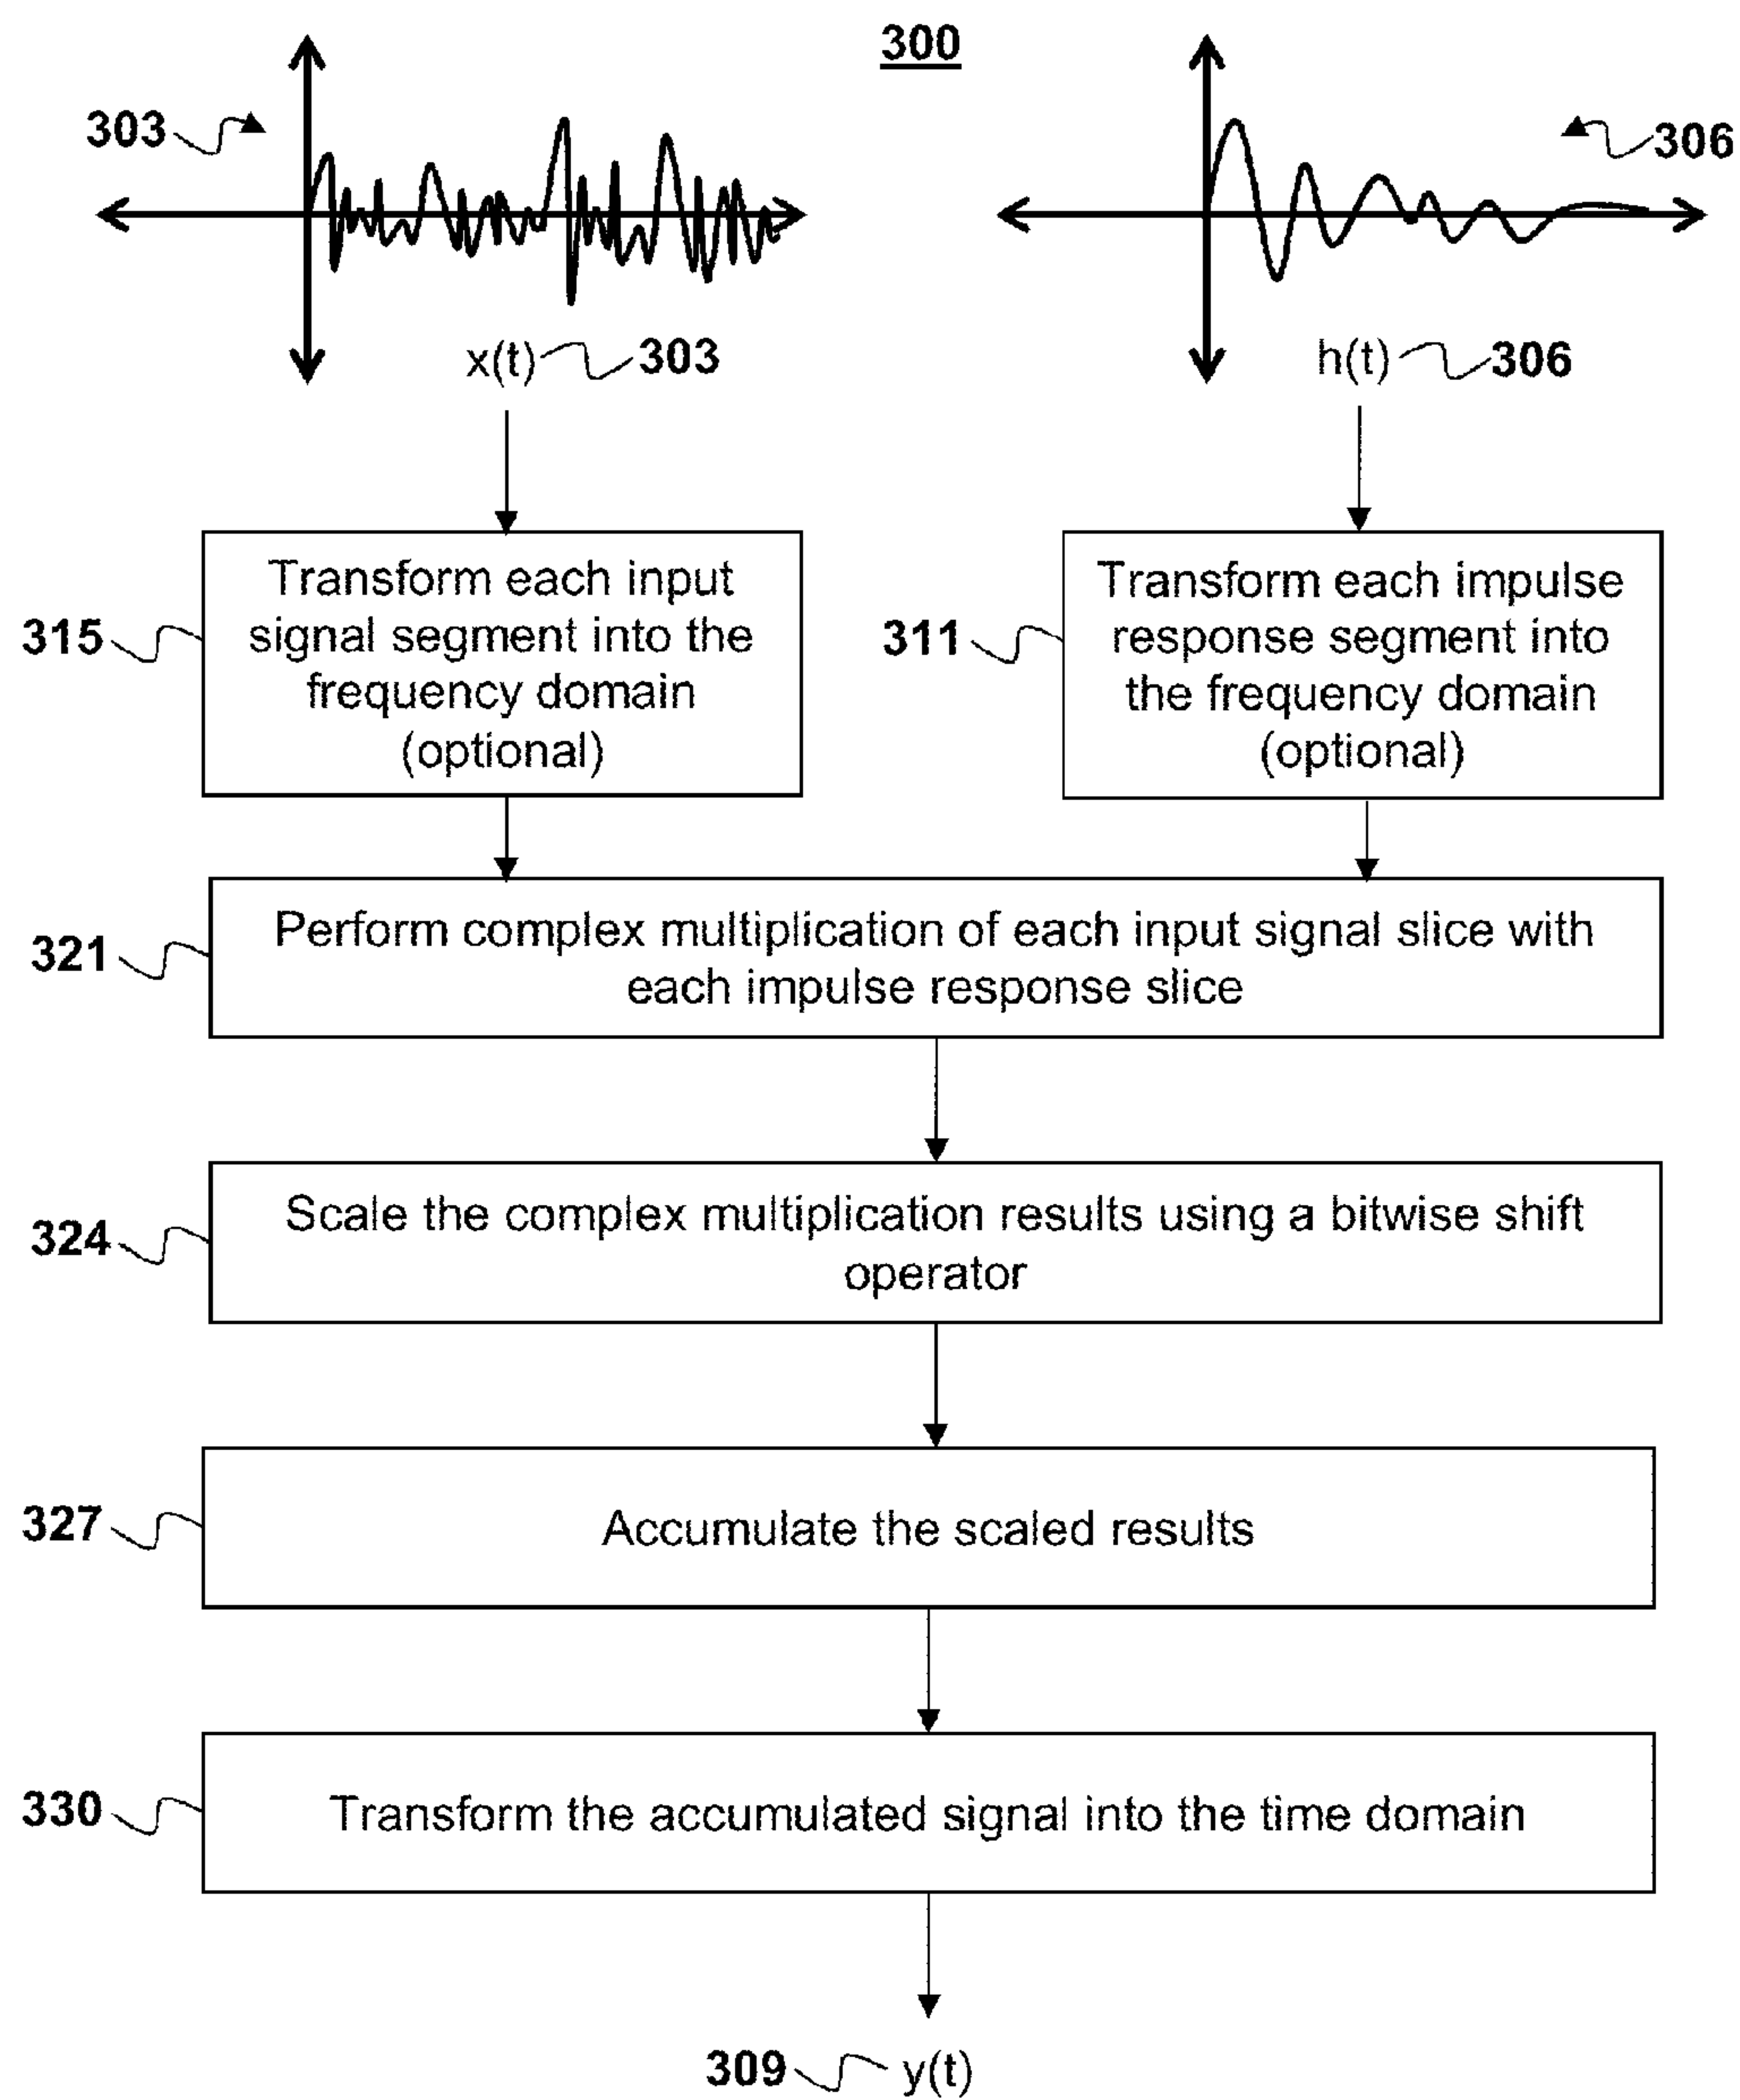 300
303
306
x(t) 303
h(t) 306
315
Transform each input
signal segment into the
frequency domain
(optional)
311
Transform each impulse
response segment into
the frequency domain
(optional)
321
Perform complex multiplication of each input signal slice with
each impulse response slice
324
Scale the complex multiplication results using a bitwise shift
operator
327
Accumulate the scaled results
330
Transform the accumulated signal into the time domain
309 y(t)